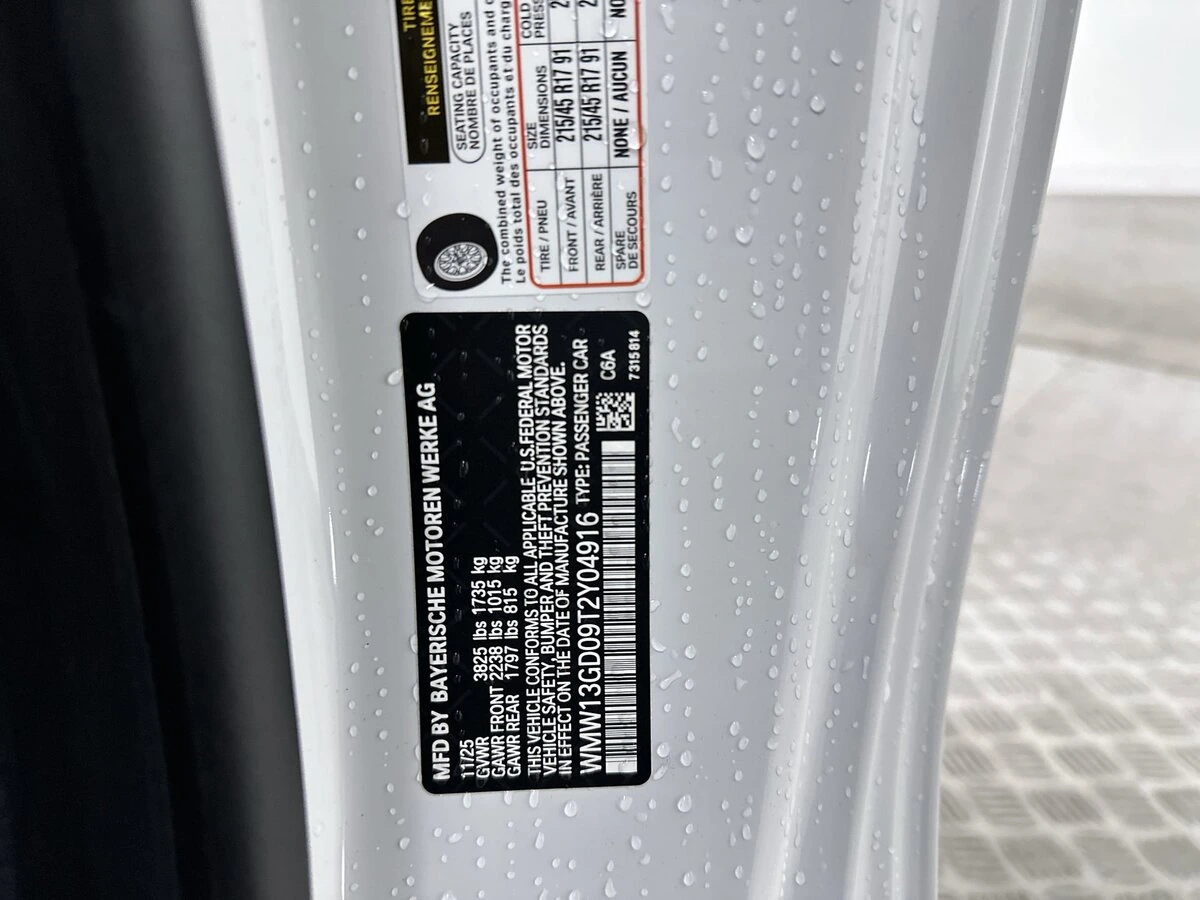 TIRE
RENSEIGNEME
SEATING CAPACITY
NOMBRE DE PLACES
The combined weight of occupants and c
Le poids total des occupants et du charg
TIRE / PNEU SIZE DIMENSIONS COLD PRESS
FRONT / AVANT 215/45 R17 91 2
REAR / ARRIÈRE 215/45 R17 91 2
SPARE DE SECOURS NONE / AUCUN NO
MFD BY BAYERISCHE MOTOREN WERKE AG
11/25
GVWR 3825 lbs 1735 kg
GAWR FRONT 2238 lbs 1015 kg
GAWR REAR 1797 lbs 815 kg
THIS VEHICLE CONFORMS TO ALL APPLICABLE U.S.FEDERAL MOTOR
VEHICLE SAFETY, BUMPER AND THEFT PREVENTION STANDARDS
IN EFFECT ON THE DATE OF MANUFACTURE SHOWN ABOVE.
WMW13GD09T2Y04916 TYPE: PASSENGER CAR
C6A
7315814